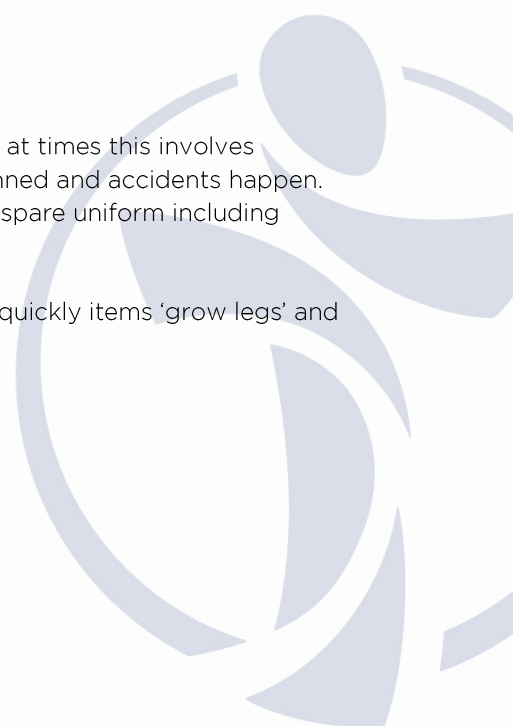 at times this involves
nned and accidents happen.
spare uniform including
quickly items ‘grow legs’ and